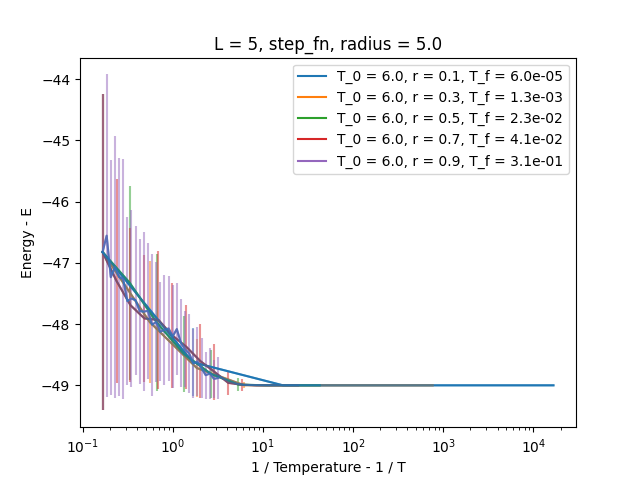 L = 5, step_fn, radius = 5.0
T_0 = 6.0, r = 0.1, T_f = 6.0e-05
T_0 = 6.0, r = 0.3, T_f = 1.3e-03
T_0 = 6.0, r = 0.5, T_f = 2.3e-02
T_0 = 6.0, r = 0.7, T_f = 4.1e-02
T_0 = 6.0, r = 0.9, T_f = 3.1e-01
Energy - E
−44
−45
−46
−47
−48
−49
10⁻¹ 10⁰ 10¹ 10² 10³ 10⁴
1 / Temperature - 1 / T